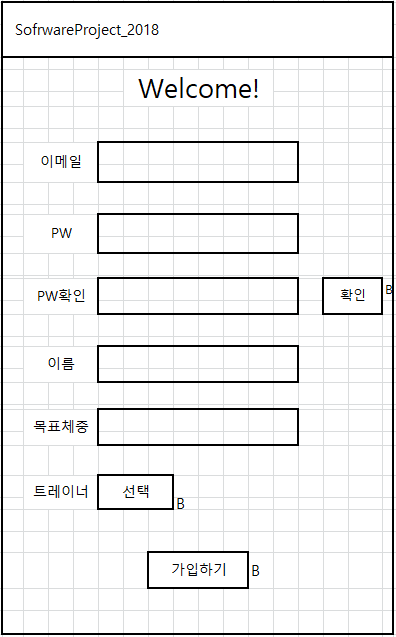 SofrwareProject_2018
Welcome!
이메일
PW
PW확인 확인 B
이름
목표체중
트레이너 선택 B
가입하기 B